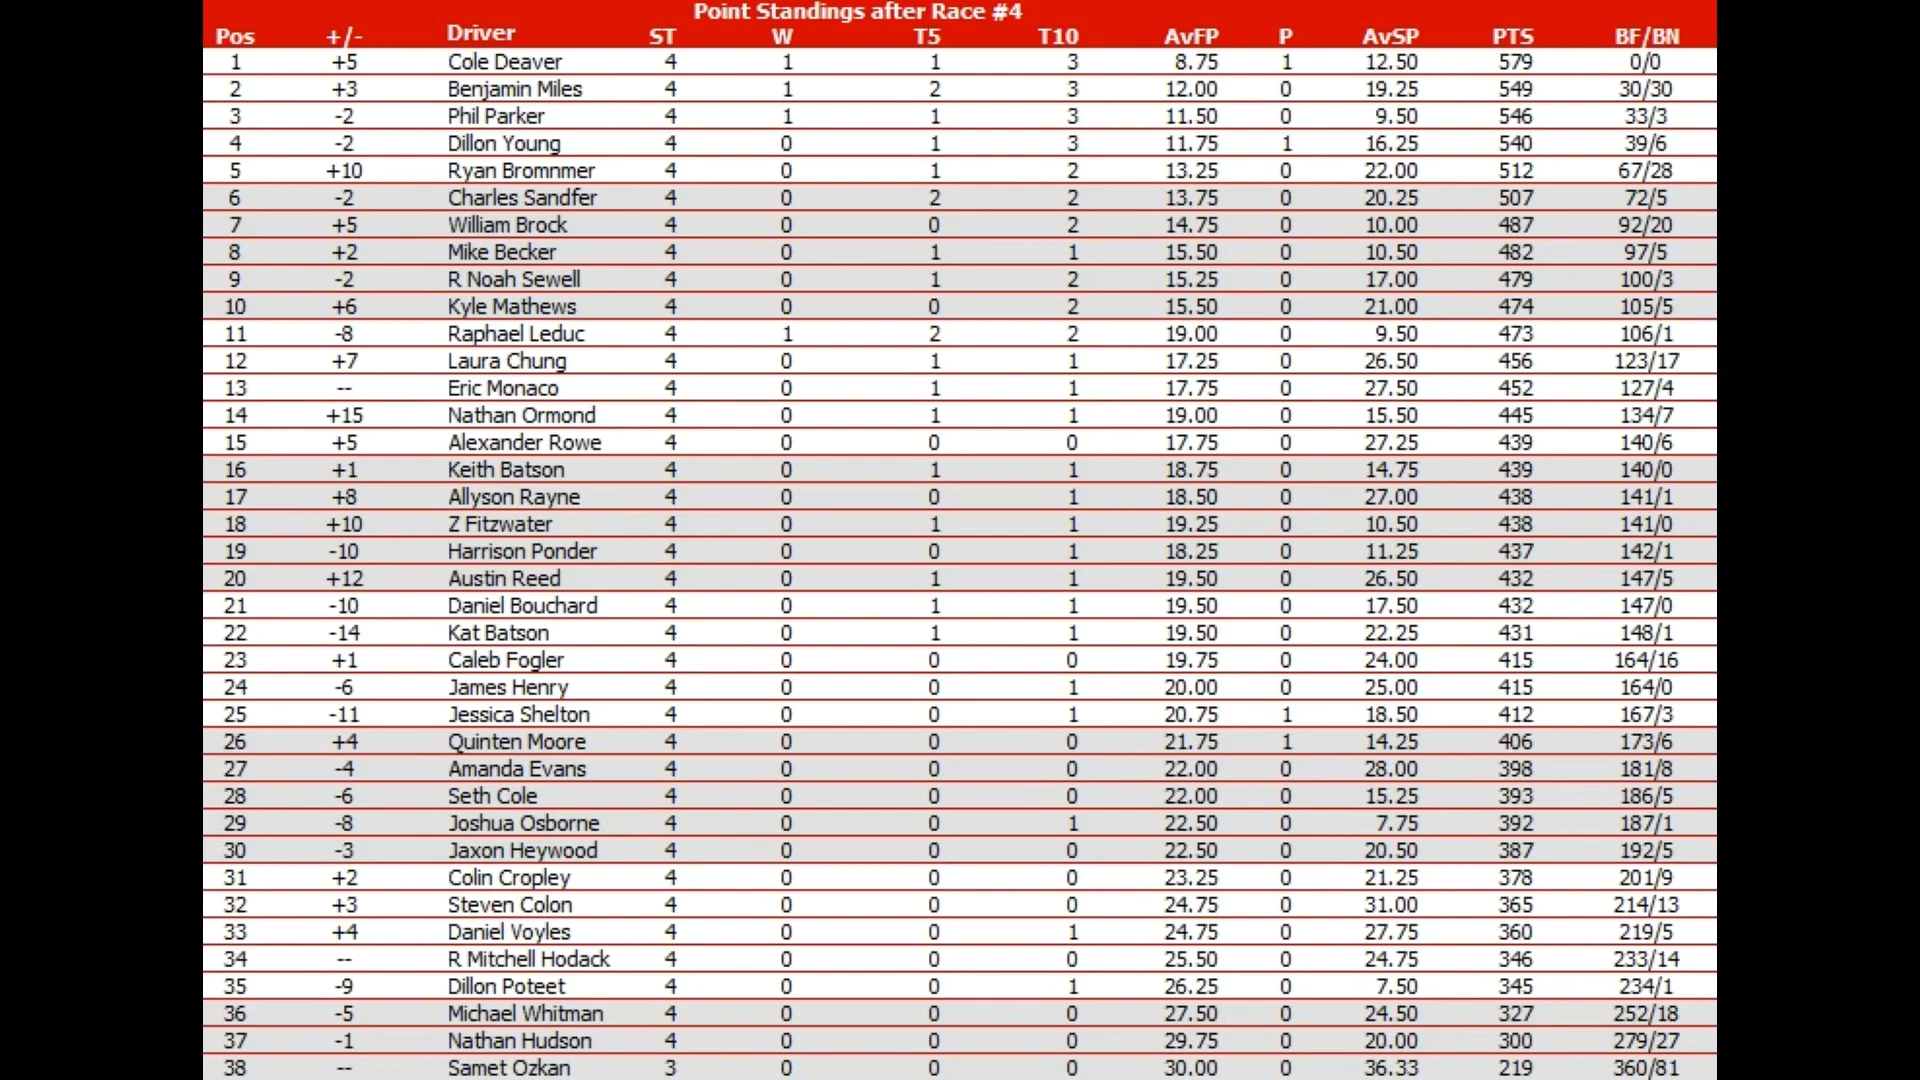 Point Standings after Race #4
Pos +/- Driver ST W T5 T10 AvFP P AvSP PTS BF/BN
1 +5 Cole Deaver 4 1 1 3 8.75 1 12.50 579 0/0
2 +3 Benjamin Miles 4 1 2 3 12.00 0 19.25 549 30/30
3 -2 Phil Parker 4 1 1 3 11.50 0 9.50 546 33/3
4 -2 Dillon Young 4 0 1 3 11.75 1 16.25 540 39/6
5 +10 Ryan Bromnmer 4 0 1 2 13.25 0 22.00 512 67/28
6 -2 Charles Sandfer 4 0 2 2 13.75 0 20.25 507 72/5
7 +5 William Brock 4 0 0 2 14.75 0 10.00 487 92/20
8 +2 Mike Becker 4 0 1 1 15.50 0 10.50 482 97/5
9 -2 R Noah Sewell 4 0 1 2 15.25 0 17.00 479 100/3
10 +6 Kyle Mathews 4 0 0 2 15.50 0 21.00 474 105/5
11 -8 Raphael Leduc 4 1 2 2 19.00 0 9.50 473 106/1
12 +7 Laura Chung 4 0 1 1 17.25 0 26.50 456 123/17
13 -- Eric Monaco 4 0 1 1 17.75 0 27.50 452 127/4
14 +15 Nathan Ormond 4 0 1 1 19.00 0 15.50 445 134/7
15 +5 Alexander Rowe 4 0 0 0 17.75 0 27.25 439 140/6
16 +1 Keith Batson 4 0 1 1 18.75 0 14.75 439 140/0
17 +8 Allyson Rayne 4 0 0 1 18.50 0 27.00 438 141/1
18 +10 Z Fitzwater 4 0 1 1 19.25 0 10.50 438 141/0
19 -10 Harrison Ponder 4 0 0 1 18.25 0 11.25 437 142/1
20 +12 Austin Reed 4 0 1 1 19.50 0 26.50 432 147/5
21 -10 Daniel Bouchard 4 0 1 1 19.50 0 17.50 432 147/0
22 -14 Kat Batson 4 0 1 1 19.50 0 22.25 431 148/1
23 +1 Caleb Fogler 4 0 0 0 19.75 0 24.00 415 164/16
24 -6 James Henry 4 0 0 1 20.00 0 25.00 415 164/0
25 -11 Jessica Shelton 4 0 0 1 20.75 1 18.50 412 167/3
26 +4 Quinten Moore 4 0 0 0 21.75 1 14.25 406 173/6
27 -4 Amanda Evans 4 0 0 0 22.00 0 28.00 398 181/8
28 -6 Seth Cole 4 0 0 0 22.00 0 15.25 393 186/5
29 -8 Joshua Osborne 4 0 0 1 22.50 0 7.75 392 187/1
30 -3 Jaxon Heywood 4 0 0 0 22.50 0 20.50 387 192/5
31 +2 Colin Cropley 4 0 0 0 23.25 0 21.25 378 201/9
32 +3 Steven Colon 4 0 0 0 24.75 0 31.00 365 214/13
33 +4 Daniel Voyles 4 0 0 1 24.75 0 27.75 360 219/5
34 -- R Mitchell Hodack 4 0 0 0 25.50 0 24.75 346 233/14
35 -9 Dillon Poteet 4 0 0 1 26.25 0 7.50 345 234/1
36 -5 Michael Whitman 4 0 0 0 27.50 0 24.50 327 252/18
37 -1 Nathan Hudson 4 0 0 0 29.75 0 20.00 300 279/27
38 -- Samet Ozkan 3 0 0 0 30.00 0 36.33 219 360/81